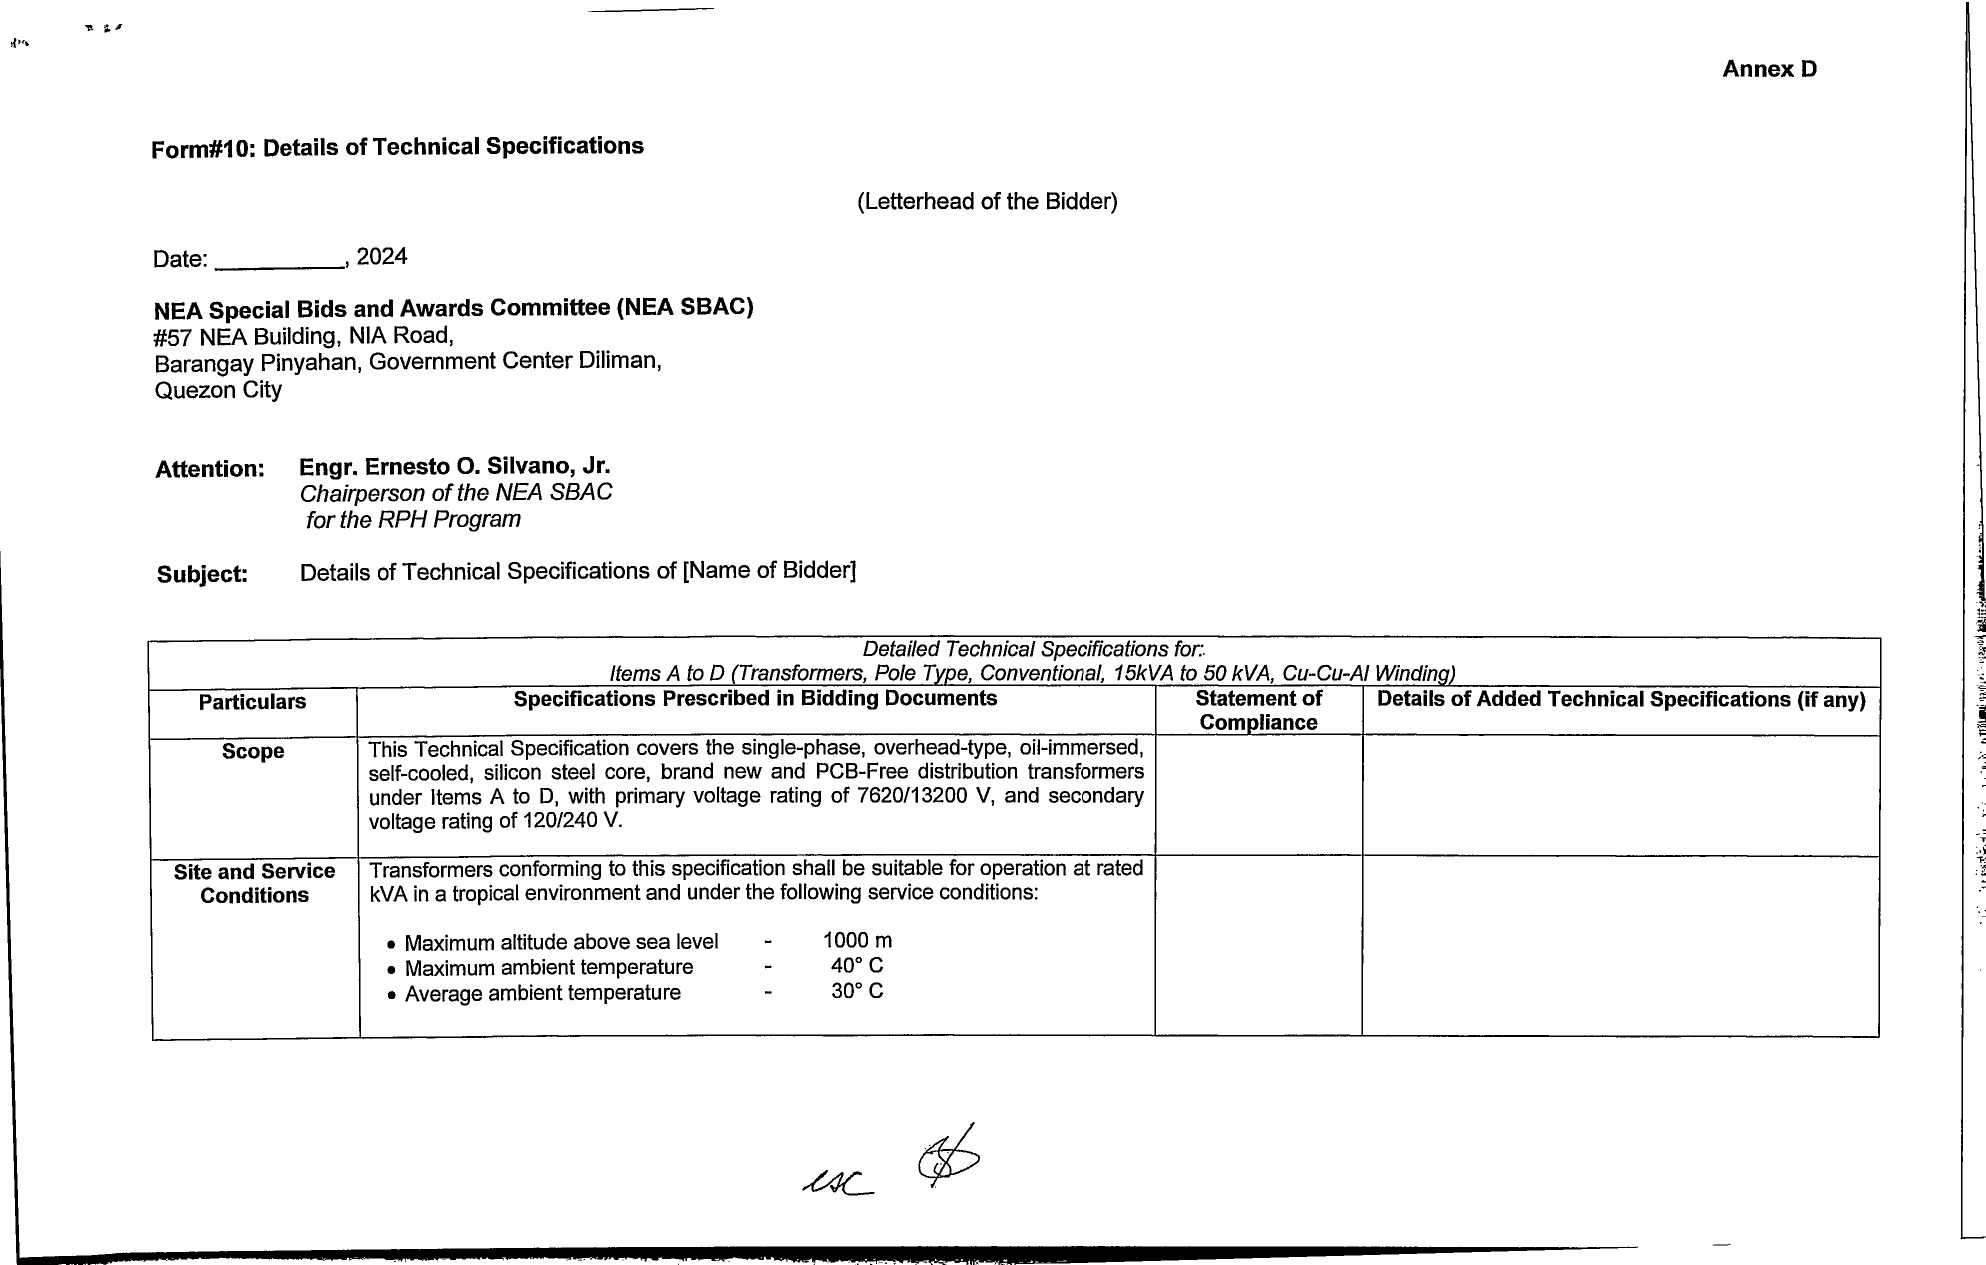 Annex D
Form#10: Details of Technical Specifications
(Letterhead of the Bidder)
Date: __________, 2024
NEA Special Bids and Awards Committee (NEA SBAC)
#57 NEA Building, NIA Road,
Barangay Pinyahan, Government Center Diliman,
Quezon City
Attention: Engr. Ernesto O. Silvano, Jr.
Chairperson of the NEA SBAC
for the RPH Program
Subject: Details of Technical Specifications of [Name of Bidder]
Detailed Technical Specifications for:
Items A to D (Transformers, Pole Type, Conventional, 15kVA to 50 kVA, Cu-Cu-Al Winding)
Particulars
Specifications Prescribed in Bidding Documents
Statement of
Compliance
Details of Added Technical Specifications (if any)
Scope
This Technical Specification covers the single-phase, overhead-type, oil-immersed,
self-cooled, silicon steel core, brand new and PCB-Free distribution transformers
under Items A to D, with primary voltage rating of 7620/13200 V, and secondary
voltage rating of 120/240 V.
Site and Service
Conditions
Transformers conforming to this specification shall be suitable for operation at rated
kVA in a tropical environment and under the following service conditions:
• Maximum altitude above sea level - 1000 m
• Maximum ambient temperature - 40° C
• Average ambient temperature - 30° C